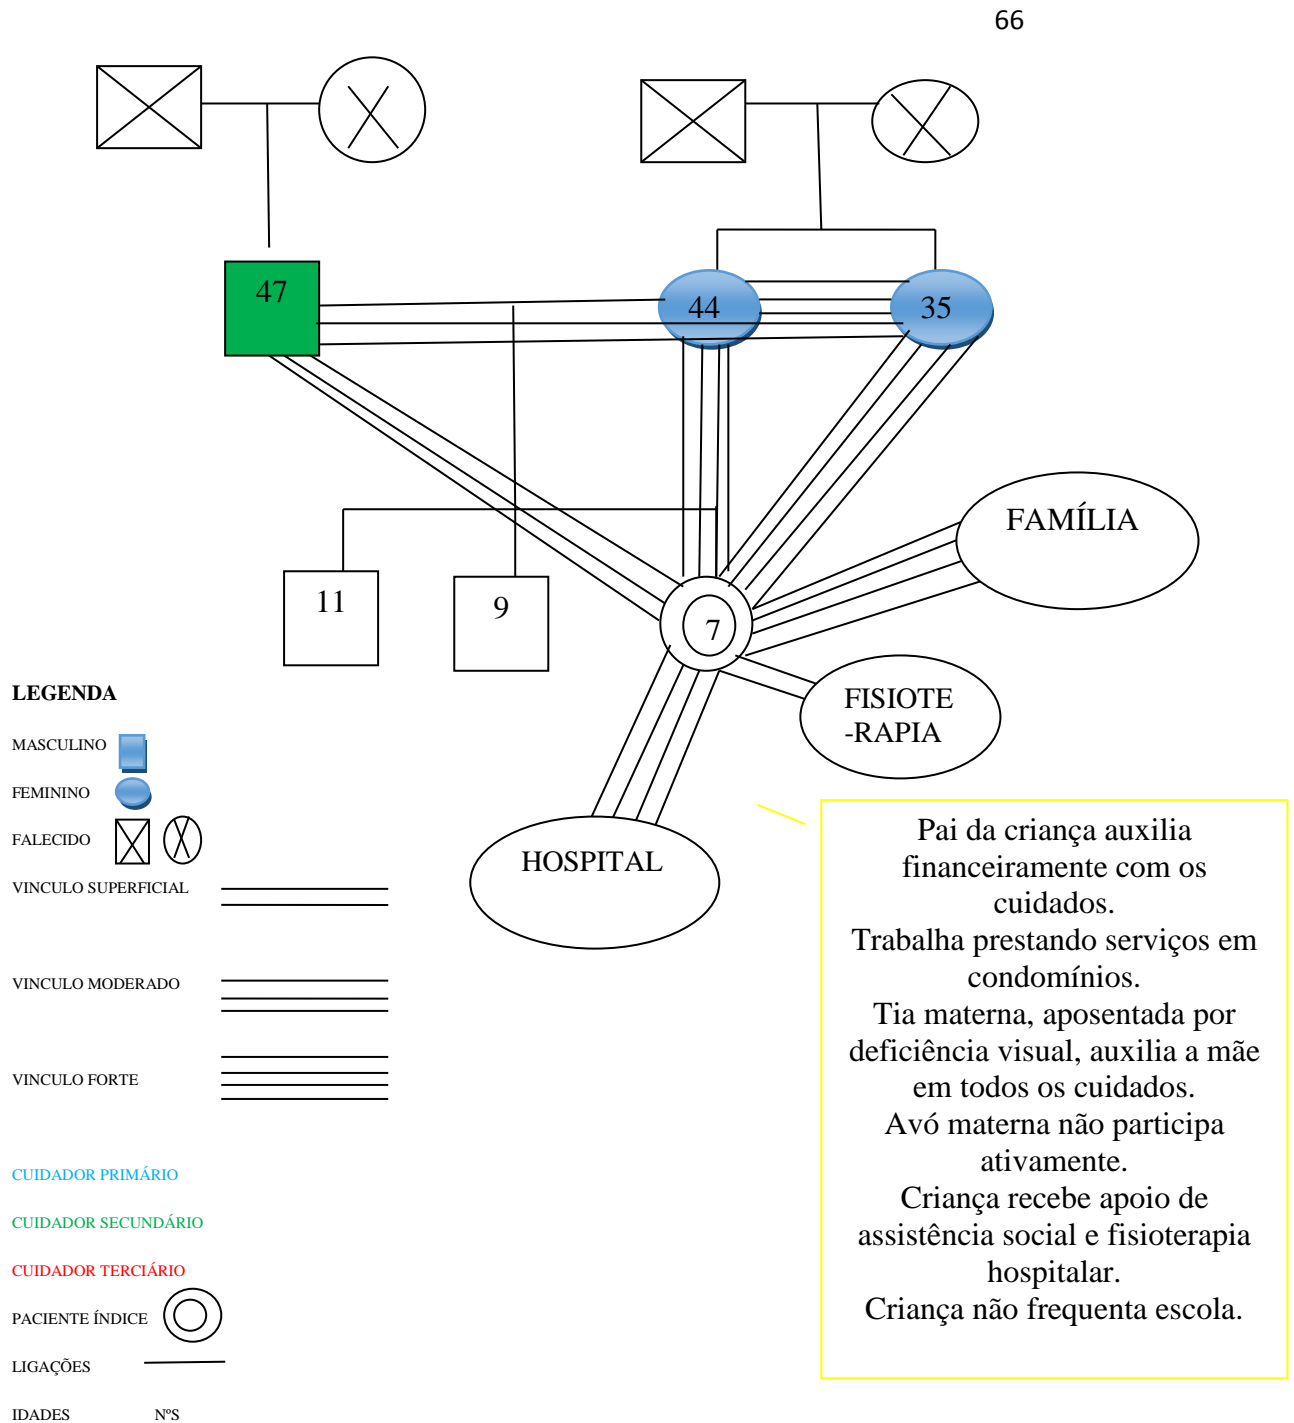 66
47
44
35
FAMÍLIA
11
9
7
LEGENDA
FISIOTE
-RAPIA
MASCULINO
FEMININO
FALECIDO
VINCULO SUPERFICIAL
HOSPITAL
VINCULO MODERADO
VINCULO FORTE
CUIDADOR PRIMÁRIO
CUIDADOR SECUNDÁRIO
CUIDADOR TERCIÁRIO
PACIENTE ÍNDICE
LIGAÇÕES
IDADES NºS
Pai da criança auxilia
financeiramente com os
cuidados.
Trabalha prestando serviços em
condomínios.
Tia materna, aposentada por
deficiência visual, auxilia a mãe
em todos os cuidados.
Avó materna não participa
ativamente.
Criança recebe apoio de
assistência social e fisioterapia
hospitalar.
Criança não frequenta escola.